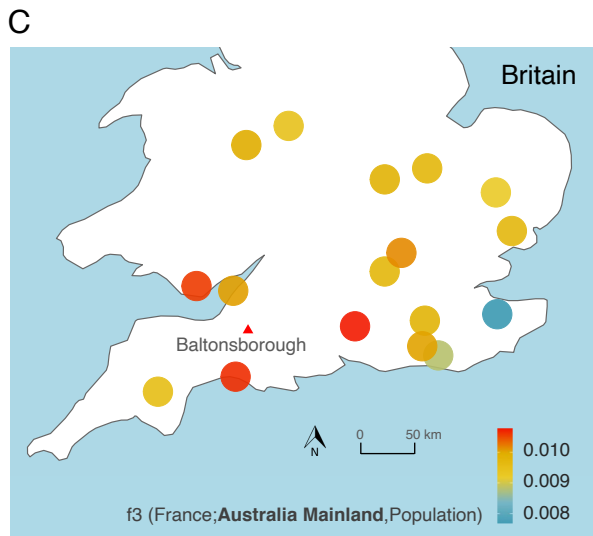 C
Britain
Baltonsborough
N
0 50 km
0.010
0.009
0.008
f3 (France;Australia Mainland,Population)